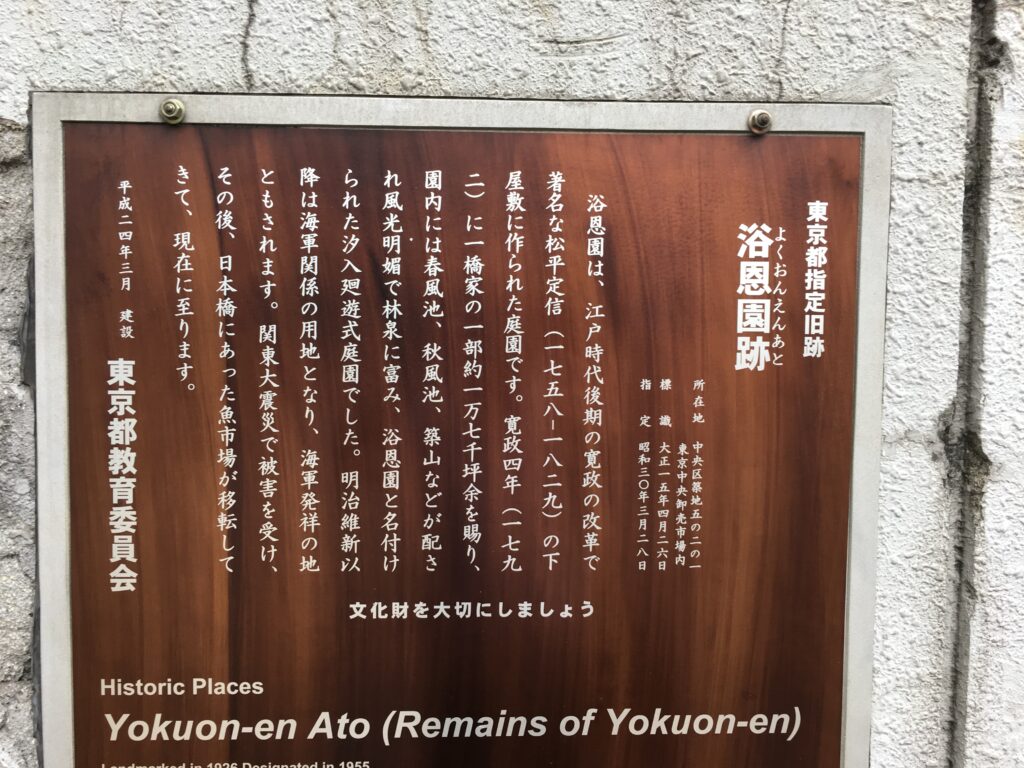 東京都指定旧跡
浴恩園跡
よくおんえんあと
所在地 中央区築地五の二の一
東京中央卸売市場内
標識 大正一五年四月二六日
指定 昭和三〇年三月二八日
浴恩園は、江戸時代後期の寛政の改革で
著名な松平定信（一七五八－一八二九）の下
屋敷に作られた庭園です。寛政四年（一七九
二）に一橋家の一部約一万七千坪余を賜り、
園内には春風池、秋風池、築山などが配さ
れ風光明媚で林泉に富み、浴恩園と名付け
られた汐入廻遊式庭園でした。明治維新以
降は海軍関係の用地となり、海軍発祥の地
ともされます。関東大震災で被害を受け、
その後、日本橋にあった魚市場が移転して
きて、現在に至ります。
平成二四年三月 建設
東京都教育委員会
文化財を大切にしましょう
Historic Places
Yokuon-en Ato (Remains of Yokuon-en)
Landmarked in 1926 Designated in 1955